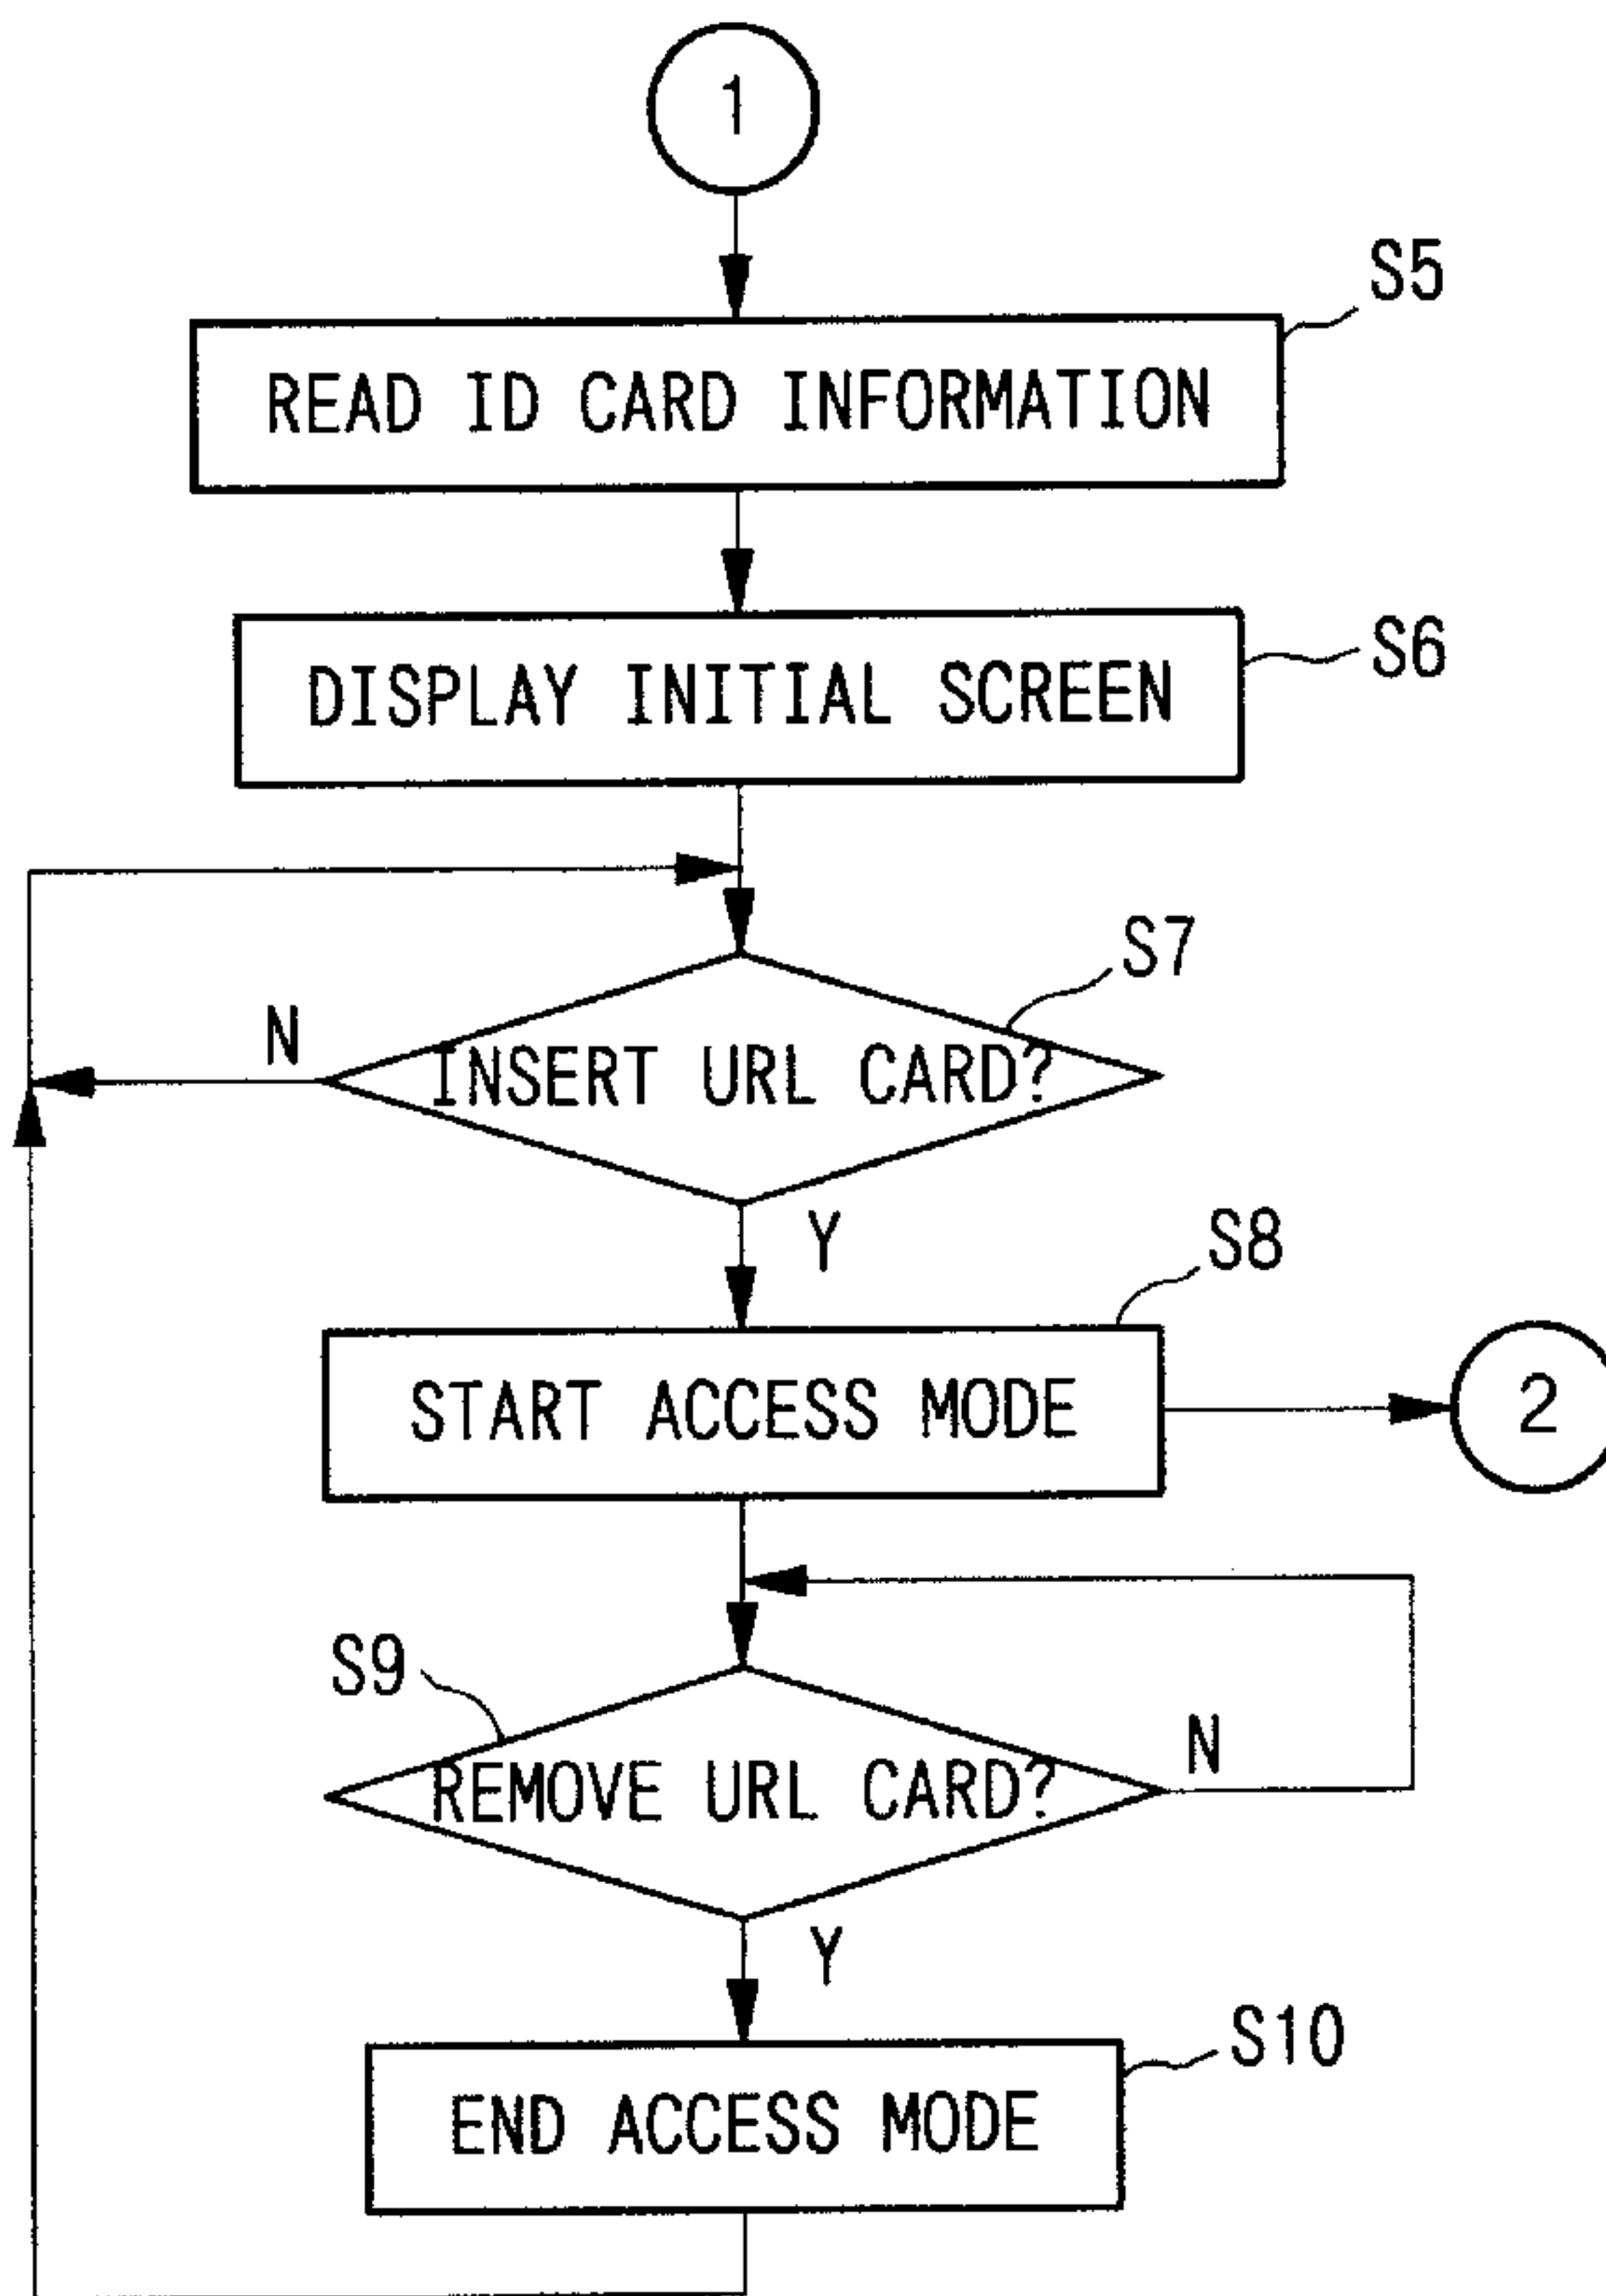 1
S5
READ ID CARD INFORMATION
S6
DISPLAY INITIAL SCREEN
S7
N
INSERT URL CARD?
Y
S8
START ACCESS MODE
2
S9
N
REMOVE URL CARD?
Y
S10
END ACCESS MODE